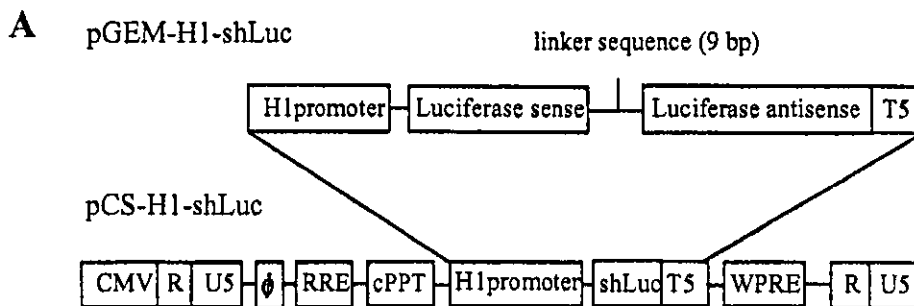 A
pGEM-H1-shLuc
linker sequence (9 bp)
H1promoter Luciferase sense Luciferase antisense T5
pCS-H1-shLuc
CMV R U5 ϕ RRE cPPT H1promoter shLuc T5 WPRE R U5